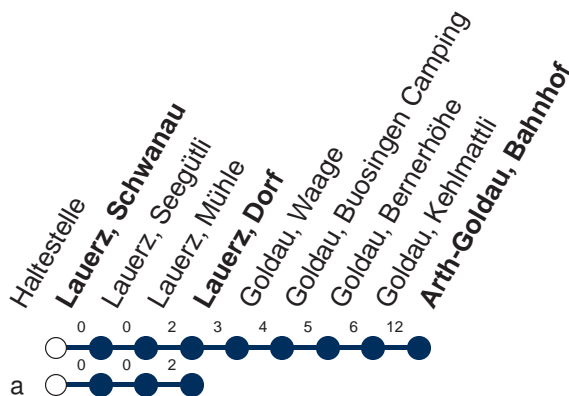 Haltestelle
Lauerz, Schwanau
Lauerz, Seegütli
Lauerz, Mühle
Lauerz, Dorf
Goldau, Waage
Goldau, Buosingen Camping
Goldau, Bernerhöhe
Goldau, Kehlmattli
Arth-Goldau, Bahnhof
0 0 2 3 4 5 6 12
0 0 2
a